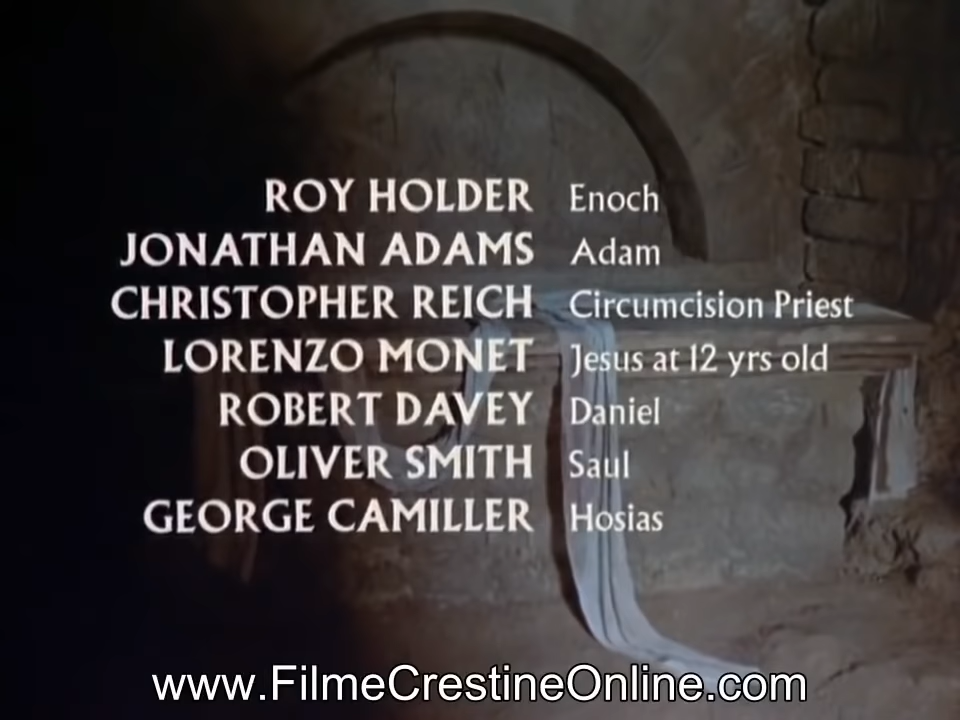 ROY HOLDER Enoch
JONATHAN ADAMS Adam
CHRISTOPHER REICH Circumcision Priest
LORENZO MONET Jesus at 12 yrs old
ROBERT DAVEY Daniel
OLIVER SMITH Saul
GEORGE CAMILLER Hosias
www.FilmeCrestineOnline.com